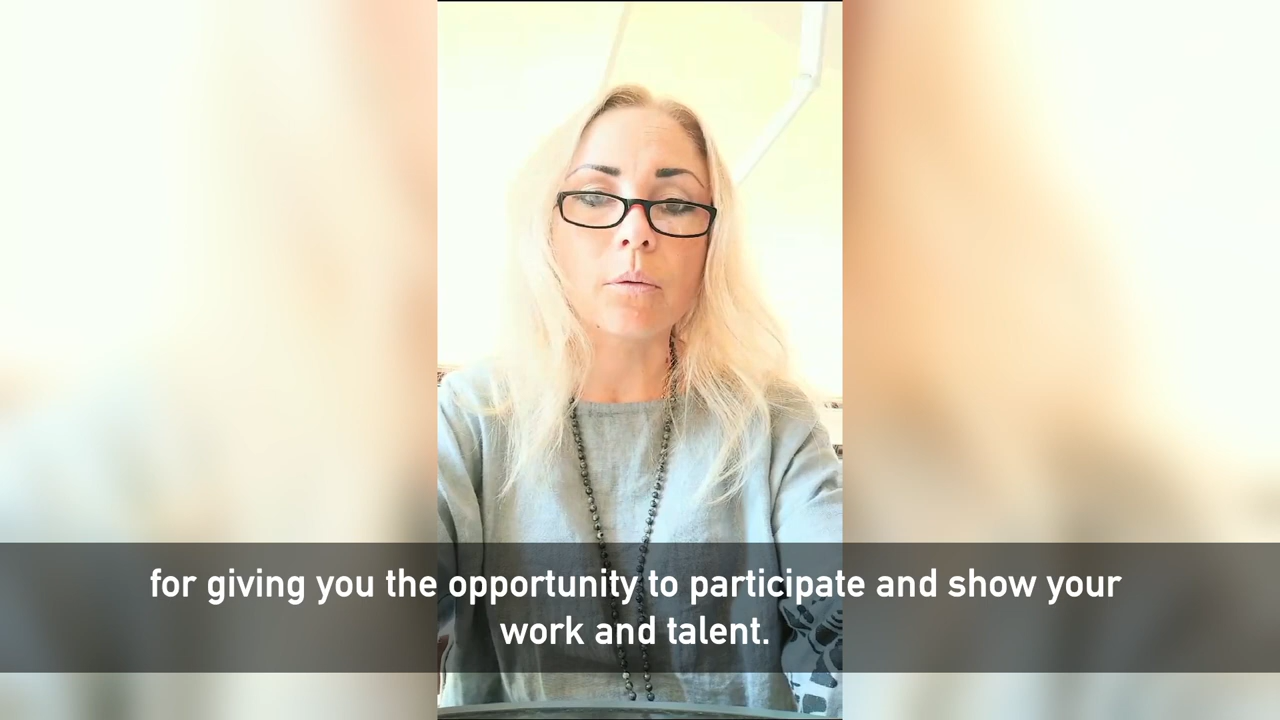 for giving you the opportunity to participate and show your
work and talent.